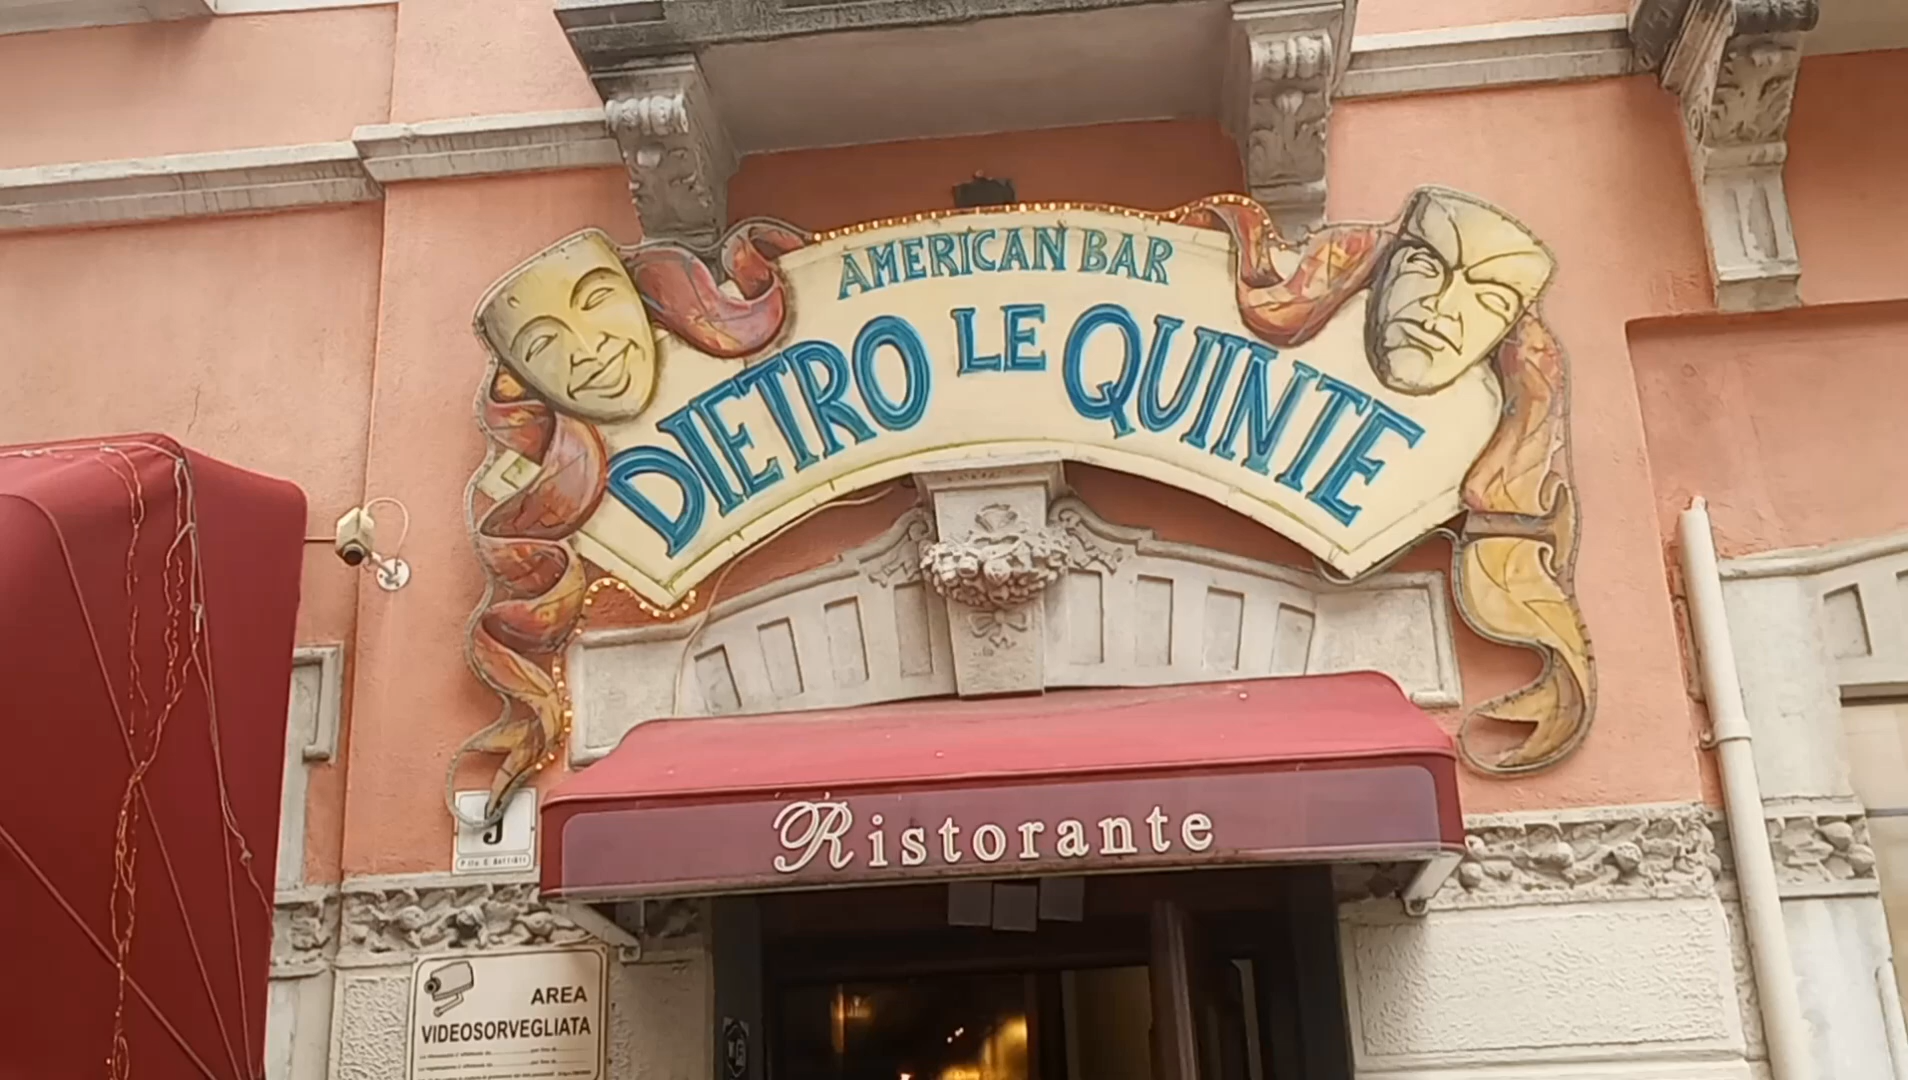 AMERICAN BAR
DIETRO LE QUINTE
Ristorante
AREA
VIDEOSORVEGLIATA